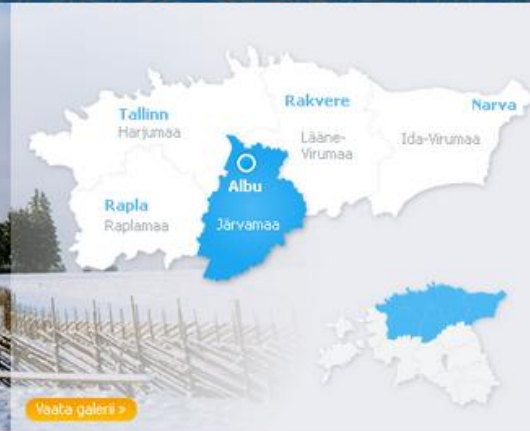 Tallinn
Harjumaa
Rakvere
Lääne-
Virumaa
Narva
Ida-Virumaa
Albu
Järvamaa
Rapla
Raplamaa
Vaata galerii »